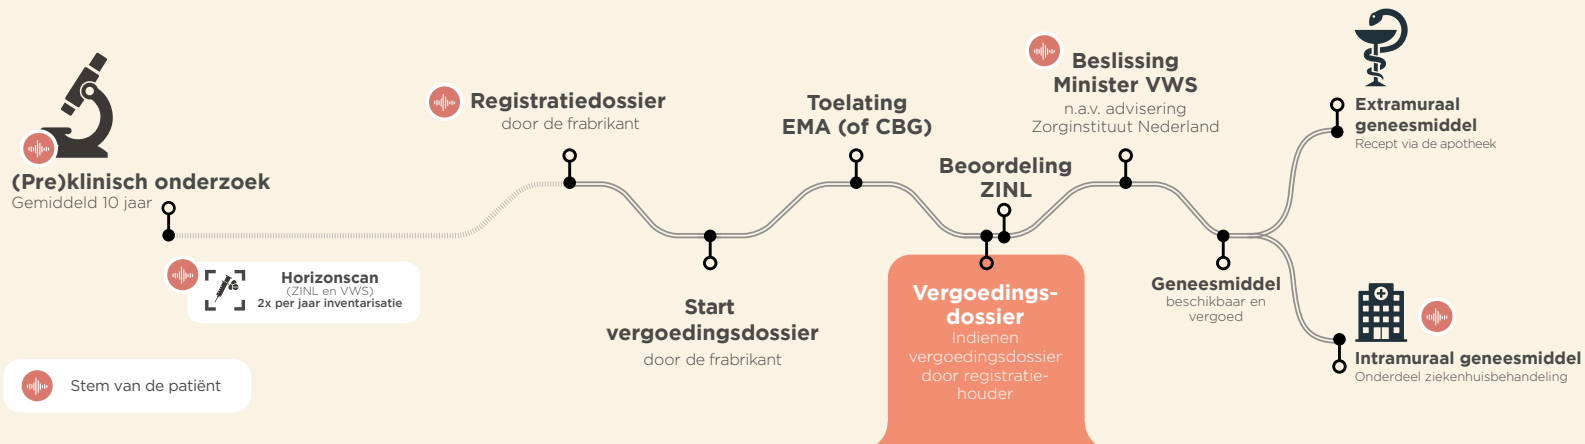 (Pre)klinisch onderzoek
Gemiddeld 10 jaar
Horizonscan
(ZINL en VWS)
2x per jaar inventarisatie
Registratiedossier
door de frabrikant
Start
vergoedingsdossier
door de frabrikant
Toelating
EMA (of CBG)
Vergoedings-
dossier
Indienen
vergoedingsdossier
door registratie-
houder
Beoordeling
ZINL
Beslissing
Minister VWS
n.a.v. advisering
Zorginstituut Nederland
Geneesmiddel
beschikbaar en
vergoed
Extramuraal
geneesmiddel
Recept via de apotheek
Intramuraal geneesmiddel
Onderdeel ziekenhuisbehandeling
Stem van de patiënt